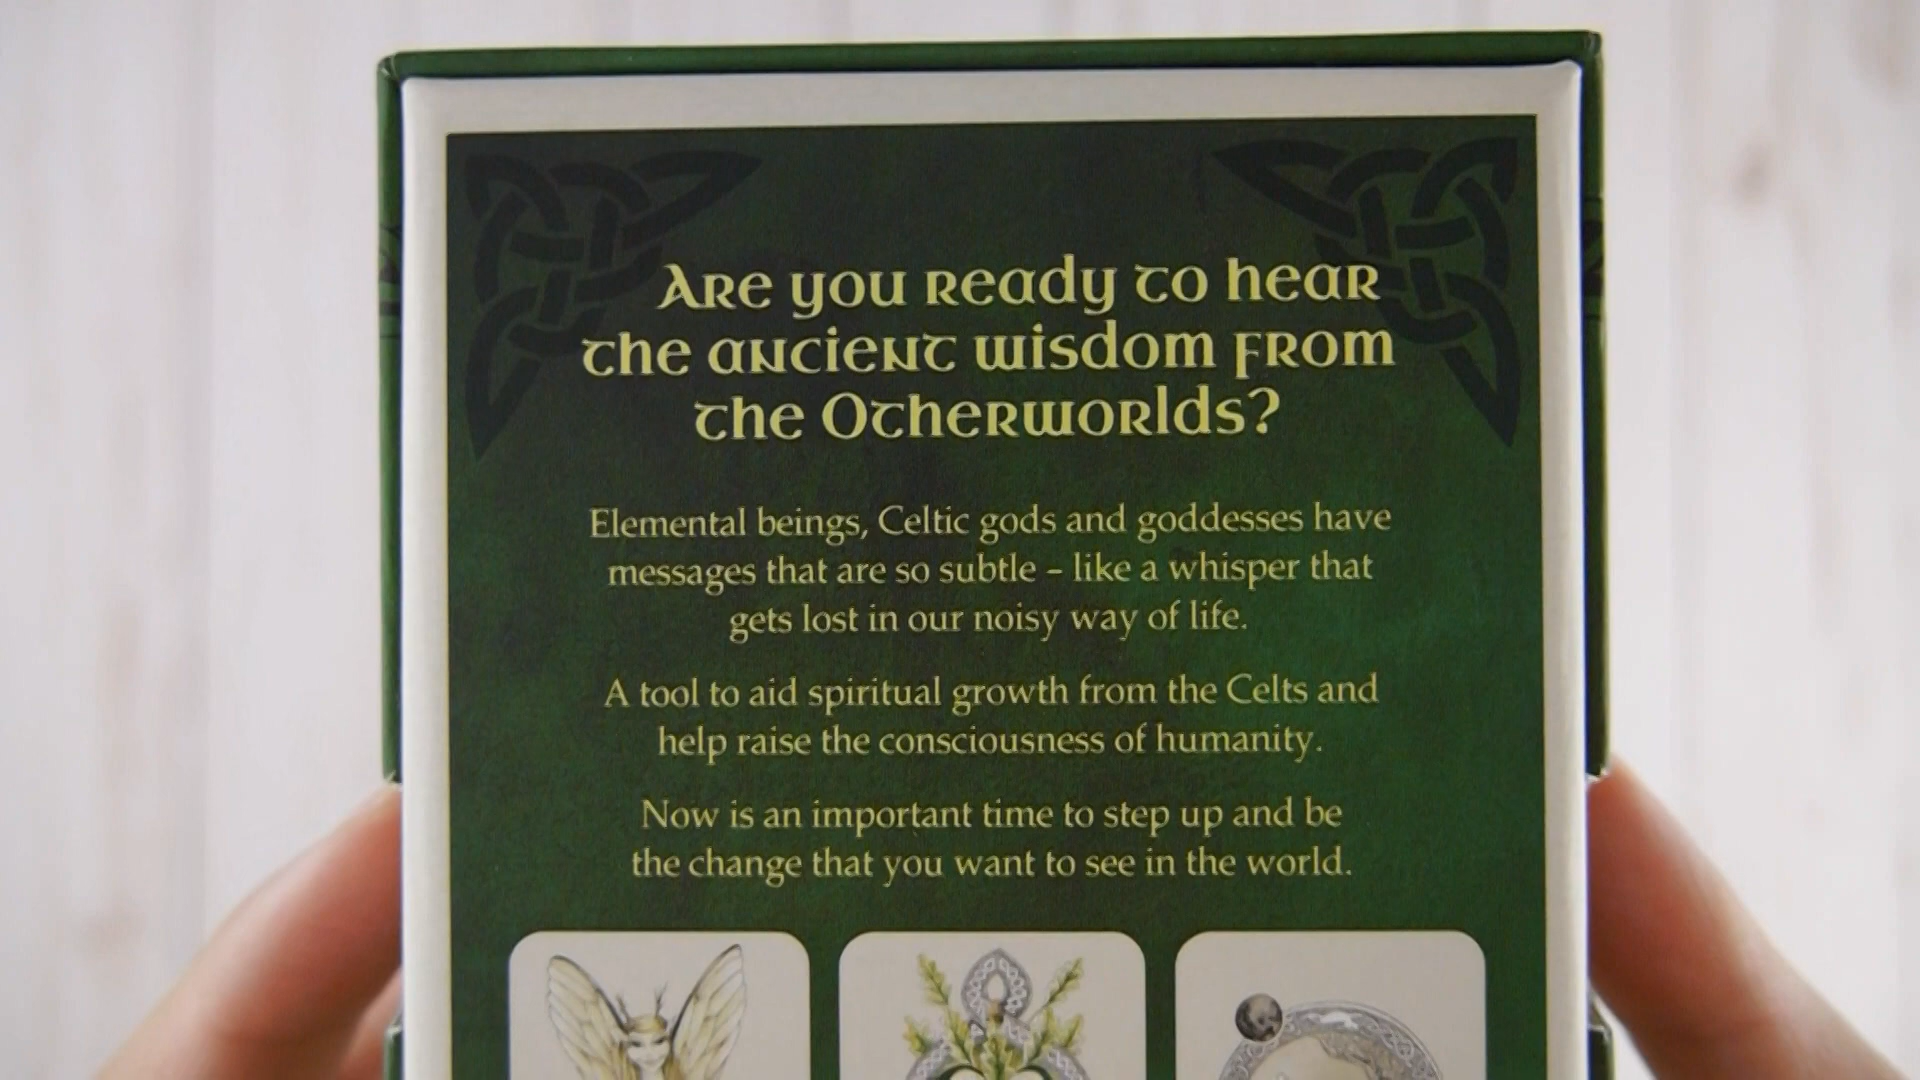 Are you ready to hear
the ancient wisdom from
the Otherworlds?
Elemental beings, Celtic gods and goddesses have
messages that are so subtle – like a whisper that
gets lost in our noisy way of life.
A tool to aid spiritual growth from the Celts and
help raise the consciousness of humanity.
Now is an important time to step up and be
the change that you want to see in the world.